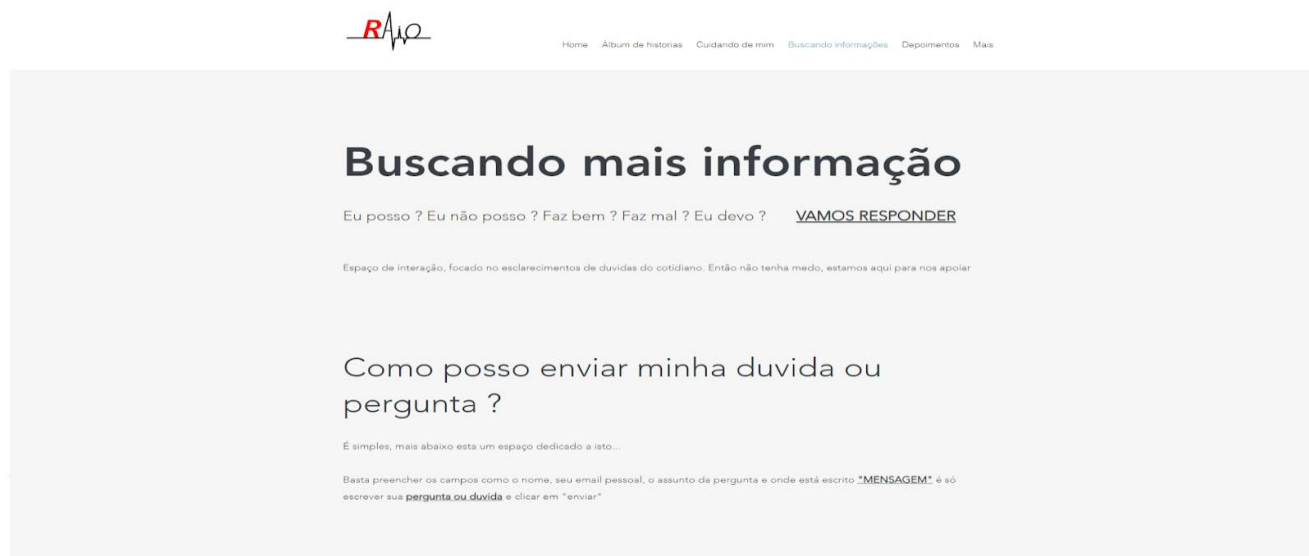 RAio
Home Álbum de historias Cuidando de mim Buscando informações Depoimentos Mais
Buscando mais informação
Eu posso ? Eu não posso ? Faz bem ? Faz mal ? Eu devo ? VAMOS RESPONDER
Espaço de interação, focado no esclarecimentos de duvidas do cotidiano. Então não tenha medo, estamos aqui para nos apoiar
Como posso enviar minha duvida ou
pergunta ?
É simples, mais abaixo esta um espaço dedicado a isto...
Basta preencher os campos como o nome, seu email pessoal, o assunto da pergunta e onde está escrito "MENSAGEM" é só
escrever sua pergunta ou duvida e clicar em "enviar"